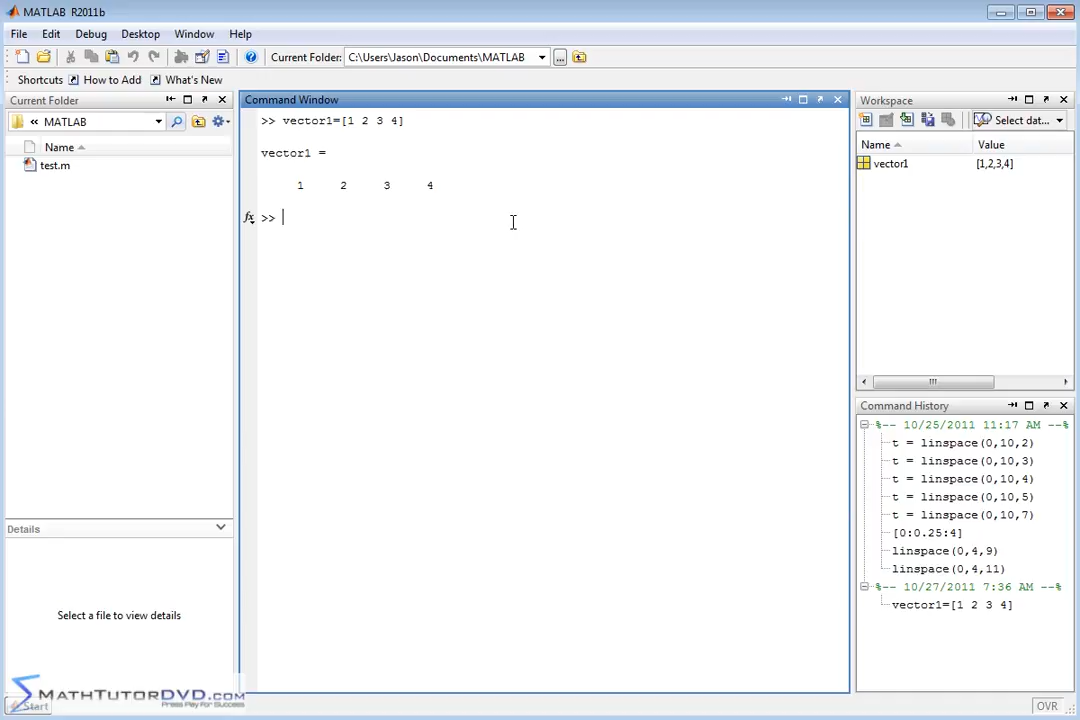 MATLAB R2011b
File Edit Debug Desktop Window Help
Current Folder: C:\Users\Jason\Documents\MATLAB ...
Shortcuts How to Add What's New
Current Folder
« MATLAB
Name
test.m
Details
Select a file to view details
Command Window
>> vector1=[1 2 3 4]
vector1 =
1 2 3 4
fx >>
Workspace
Select dat...
Name Value
vector1 [1,2,3,4]
Command History
%-- 10/25/2011 11:17 AM --%
t = linspace(0,10,2)
t = linspace(0,10,3)
t = linspace(0,10,4)
t = linspace(0,10,5)
t = linspace(0,10,7)
[0:0.25:4]
linspace(0,4,9)
linspace(0,4,11)
%-- 10/27/2011 7:36 AM --%
vector1=[1 2 3 4]
MATHTUTORDVD.COM
Press Play For Success
Start
OVR